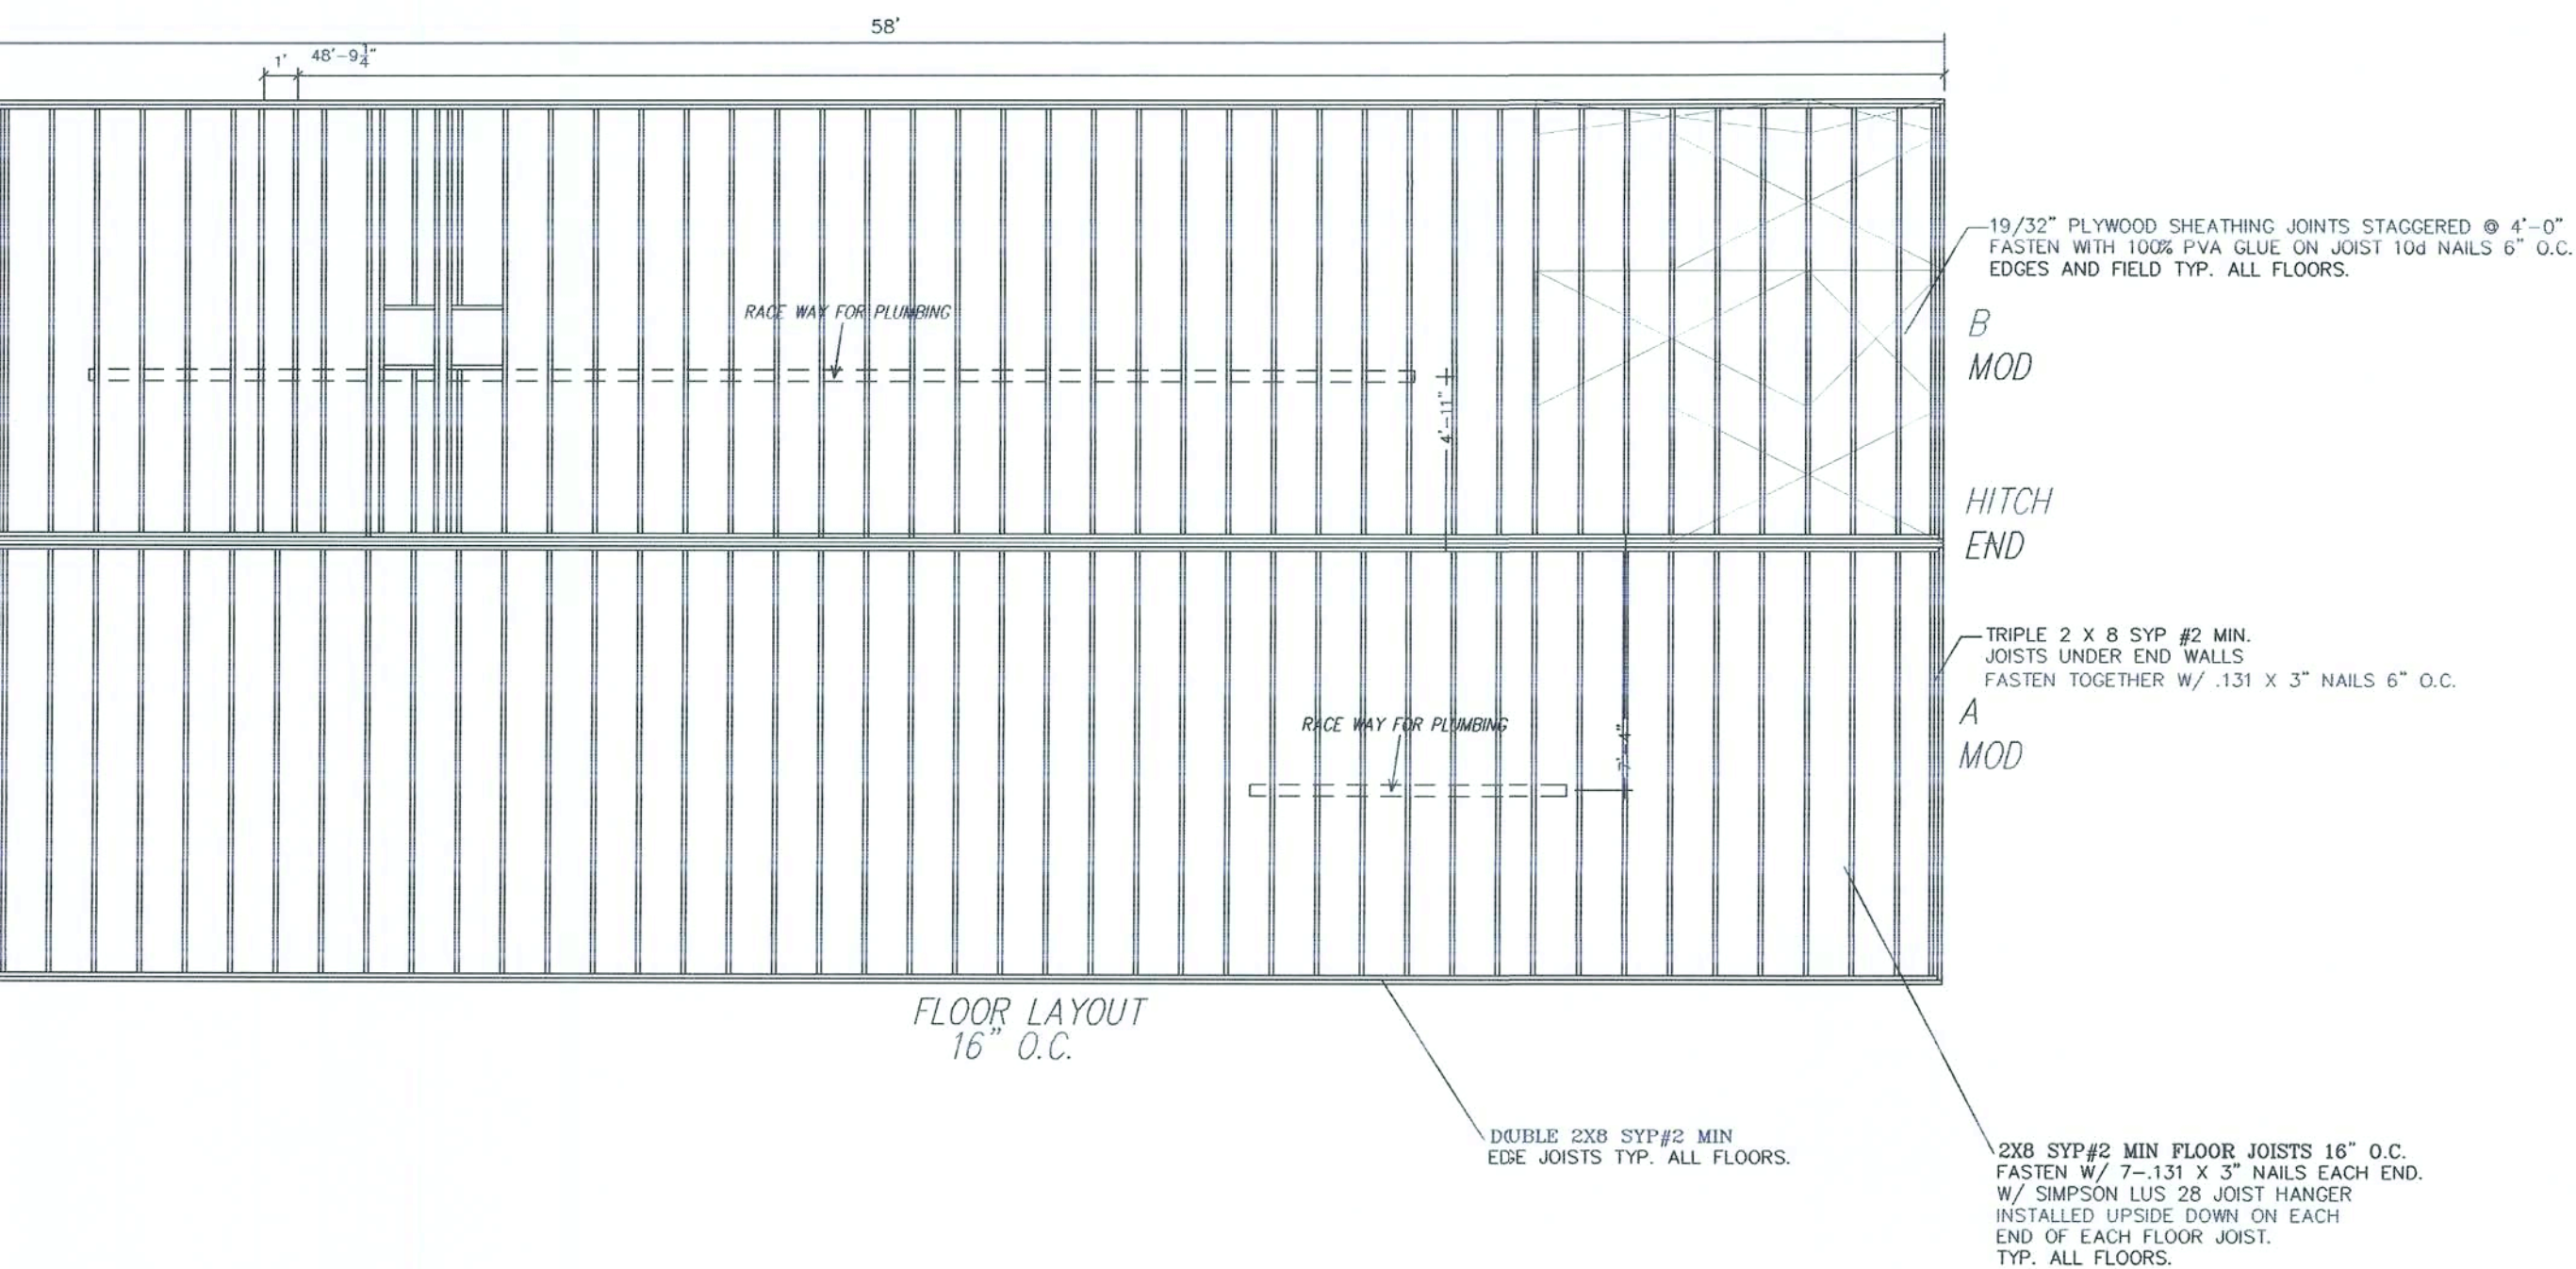 58'
1'
48'-9 1/4"
19/32" PLYWOOD SHEATHING JOINTS STAGGERED @ 4'-0"
FASTEN WITH 100% PVA GLUE ON JOIST 10d NAILS 6" O.C.
EDGES AND FIELD TYP. ALL FLOORS.
RACE WAY FOR PLUMBING
B
MOD
4'-11"
HITCH
END
TRIPLE 2 X 8 SYP #2 MIN.
JOISTS UNDER END WALLS
FASTEN TOGETHER W/ .131 X 3" NAILS 6" O.C.
A
MOD
RACE WAY FOR PLUMBING
7'-4"
FLOOR LAYOUT
16" O.C.
DOUBLE 2X8 SYP#2 MIN
EDGE JOISTS TYP. ALL FLOORS.
2X8 SYP#2 MIN FLOOR JOISTS 16" O.C.
FASTEN W/ 7-.131 X 3" NAILS EACH END.
W/ SIMPSON LUS 28 JOIST HANGER
INSTALLED UPSIDE DOWN ON EACH
END OF EACH FLOOR JOIST.
TYP. ALL FLOORS.